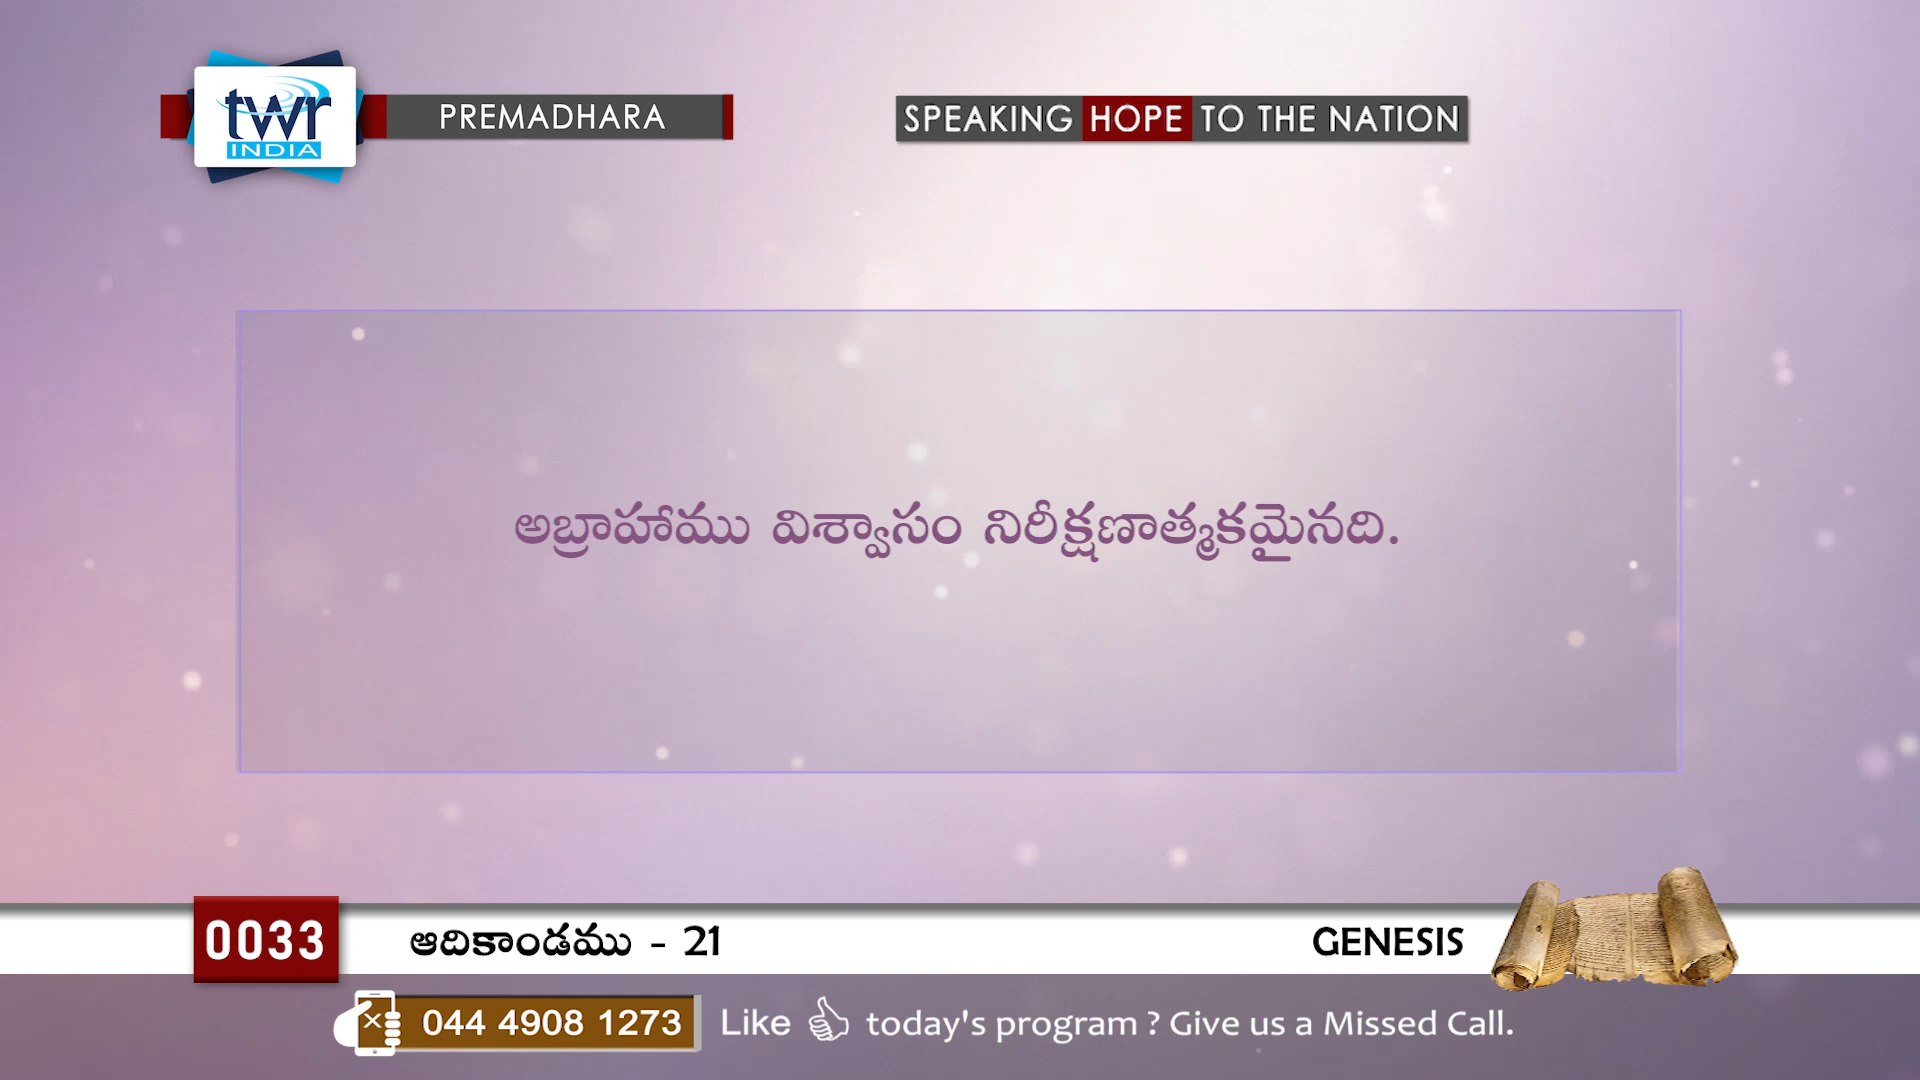 twr
INDIA
PREMADHARA
SPEAKING HOPE TO THE NATION
అబ్రాహాము విశ్వాసం నిరీక్షణాత్మకమైనది.
0033
ఆదికాండము - 21
GENESIS
044 4908 1273
Like today's program ? Give us a Missed Call.